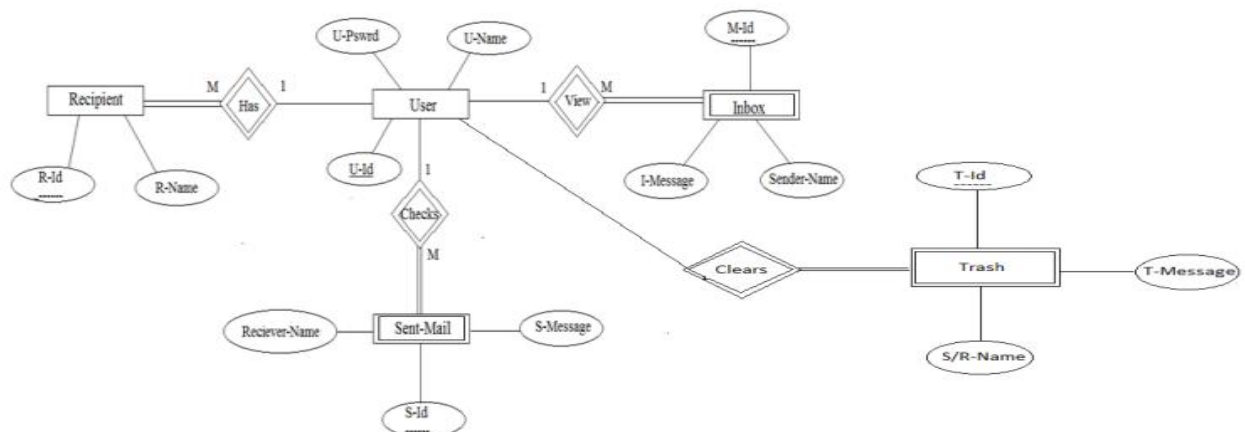 M-Id
U-Pswrd
U-Name
M
1
1
M
Recipient
Has
User
View
Inbox
U-Id
R-Id
R-Name
I-Message
Sender-Name
1
T-Id
Checks
M
Clears
Trash
T-Message
Reciever-Name
Sent-Mail
S-Message
S/R-Name
S-Id